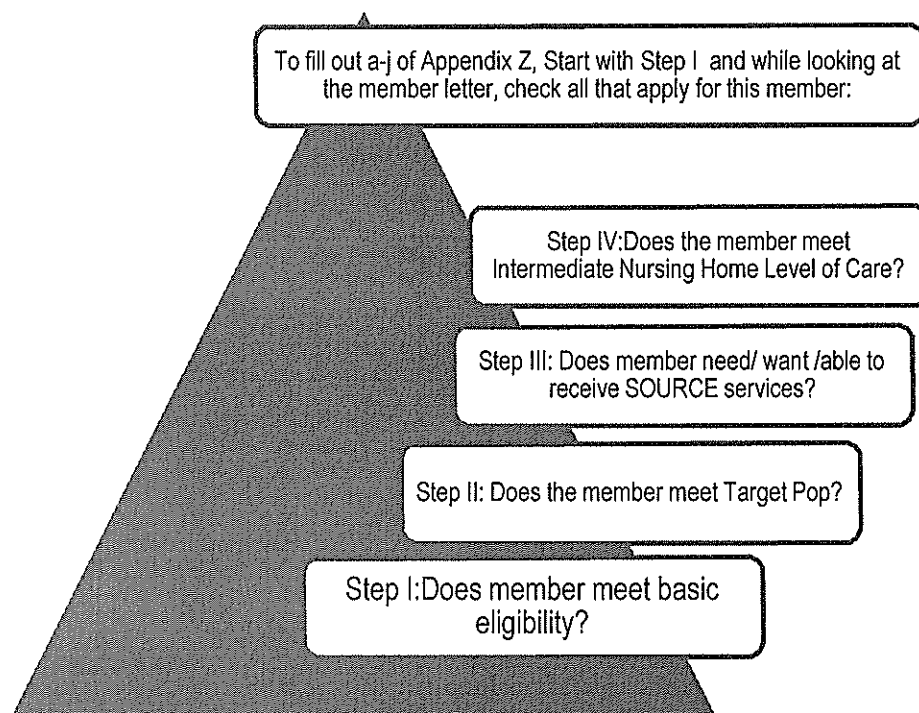 To fill out a-j of Appendix Z, Start with Step I and while looking at
the member letter, check all that apply for this member:
Step IV:Does the member meet
Intermediate Nursing Home Level of Care?
Step III: Does member need/ want /able to
receive SOURCE services?
Step II: Does the member meet Target Pop?
Step I:Does member meet basic
eligibility?